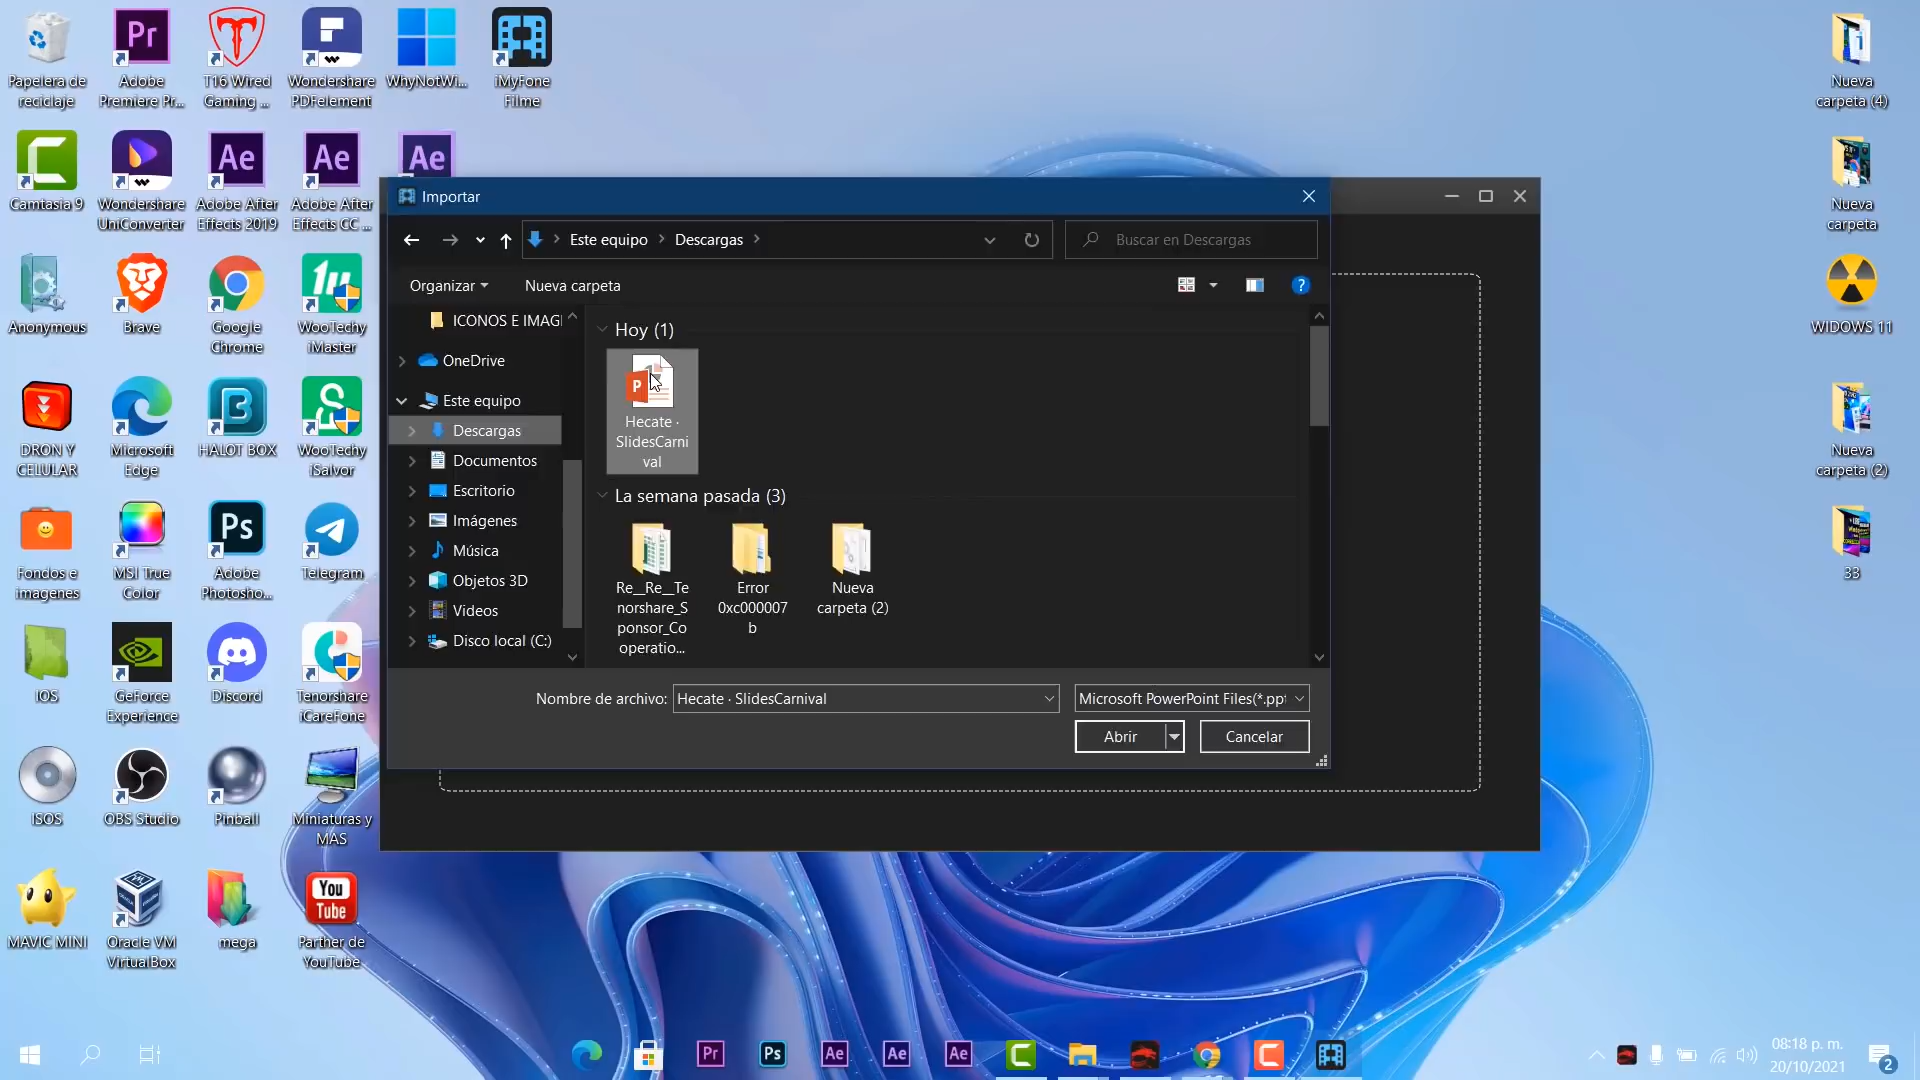 Papelera de
reciclaje
Adobe
Premiere Pr...
T16 Wired
Gaming ...
Wondershare
PDFelement
WhyNotWi...
iMyFone
Filme
Nueva
carpeta (4)
Camtasia 9
Wondershare
UniConverter
Adobe After
Effects 2019
Adobe After
Effects CC ...
Nueva
carpeta
Anonymous
Brave
Google
Chrome
WooTechy
iMaster
WIDOWS 11
DRON Y
CELULAR
Microsoft
Edge
HALOT BOX
WooTechy
iSalvor
Nueva
carpeta (2)
Fondos e
imagenes
MSI True
Color
Adobe
Photosho...
Telegram
33
IOS
GeForce
Experience
Discord
Tenorshare
iCareFone
ISOS
OBS Studio
Pinball
Miniaturas y
MAS
MAVIC MINI
Oracle VM
VirtualBox
mega
You
Tube
Parther de
YouTube
Importar
Este equipo
Descargas
Buscar en Descargas
Organizar
Nueva carpeta
ICONOS E IMAGI
OneDrive
Este equipo
Descargas
Documentos
Escritorio
Imágenes
Música
Objetos 3D
Videos
Disco local (C:)
Hoy (1)
Hecate ·
SlidesCarni
val
La semana pasada (3)
Re__Re__Te
norshare_S
ponsor_Co
operatio...
Error
0xc000007
b
Nueva
carpeta (2)
Nombre de archivo:
Hecate · SlidesCarnival
Microsoft PowerPoint Files(*.ppt
Abrir
Cancelar
08:18 p. m.
20/10/2021
2